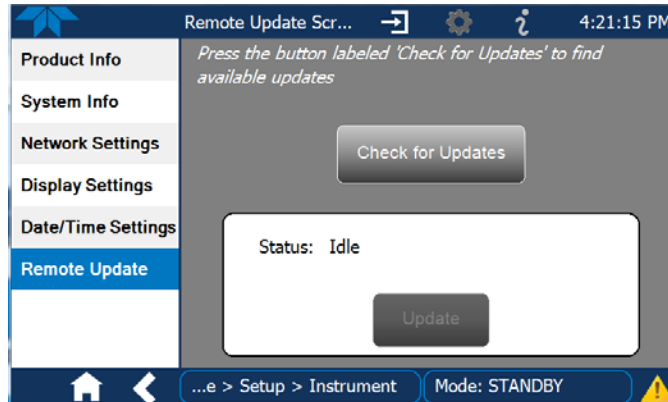 Remote Update Scr... 4:21:15 PM
Product Info
System Info
Network Settings
Display Settings
Date/Time Settings
Remote Update
Press the button labeled 'Check for Updates' to find
available updates
Check for Updates
Status: Idle
Update
...e > Setup > Instrument
Mode: STANDBY